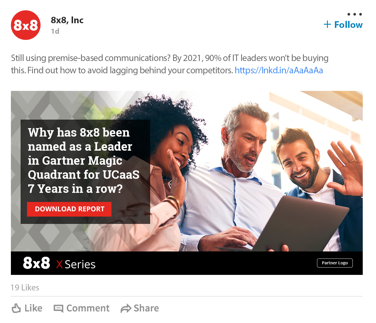 8x8
8x8, Inc
1d
+ Follow
Still using premise-based communications? By 2021, 90% of IT leaders won't be buying
this. Find out how to avoid lagging behind your competitors. https://lnkd.in/aAaAaAa
Why has 8x8 been
named as a Leader
in Gartner Magic
Quadrant for UCaaS
7 Years in a row?
DOWNLOAD REPORT
8x8 X Series
Partner Logo
19 Likes
Like Comment Share